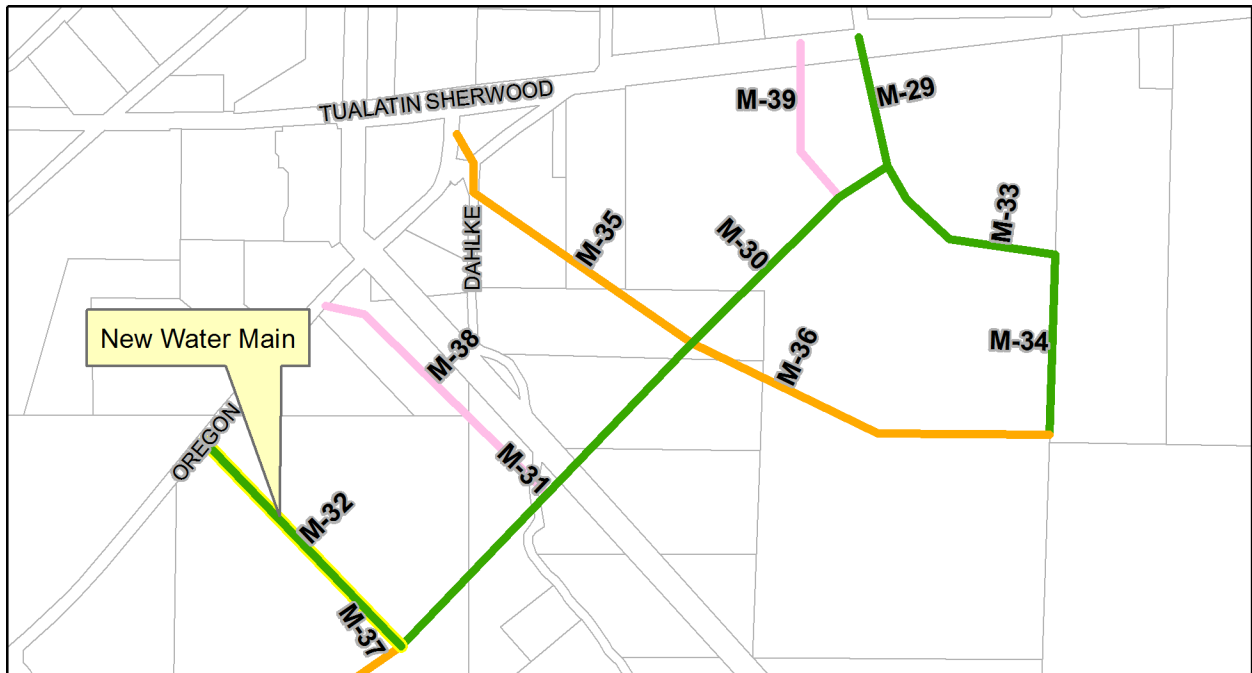 TUALATIN SHERWOOD
M-39
M-29
M-33
DAHLKE
M-35
M-30
New Water Main
M-38
M-36
M-34
OREGON
M-31
M-32
M-37